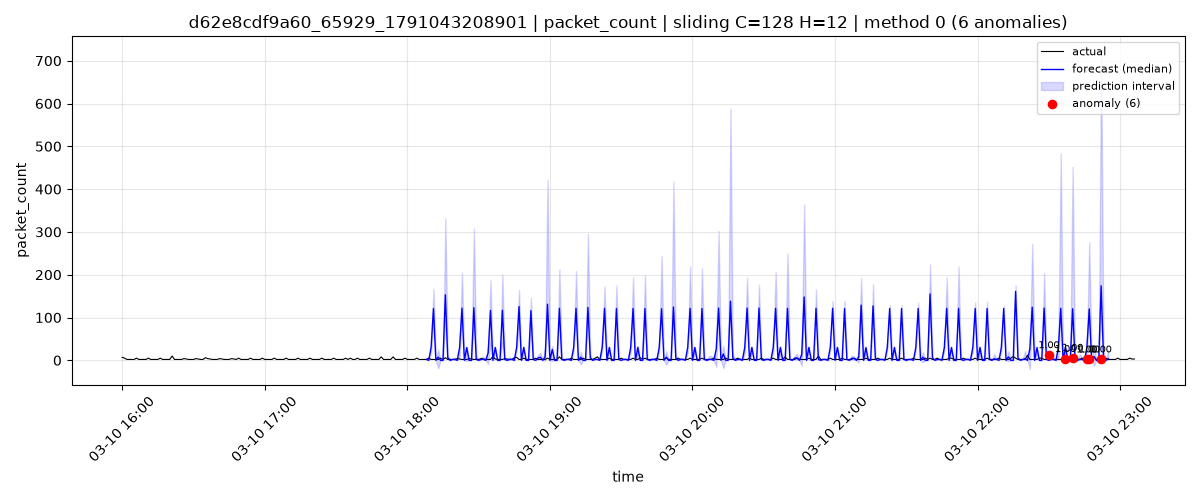 d62e8cdf9a60_65929_1791043208901 | packet_count | sliding C=128 H=12 | method 0 (6 anomalies)
actual
forecast (median)
prediction interval
anomaly (6)
packet_count
700
600
500
400
300
200
100
0
1.00
03-10 16:00
03-10 17:00
03-10 18:00
03-10 19:00
03-10 20:00
03-10 21:00
03-10 22:00
03-10 23:00
time